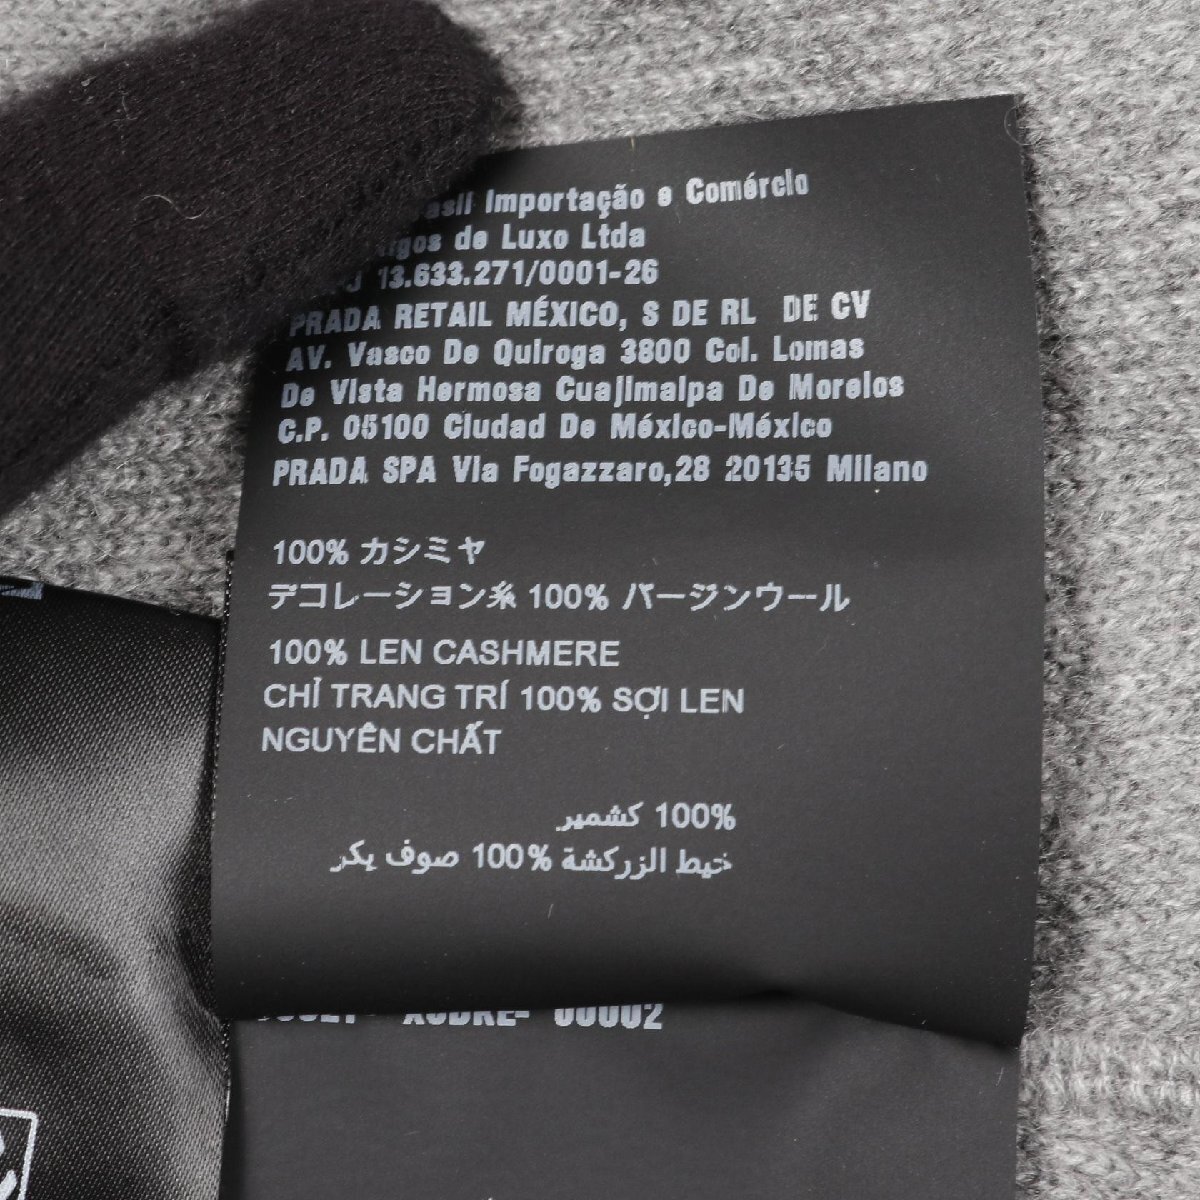 Importação e Comércio
de Luxo Ltda
13.633.271/0001-26
PRADA RETAIL MÉXICO, S DE RL DE CV
AV. Vasco De Quiroga 3800 Col. Lomas
De Vista Hermosa Cuajimalpa De Morelos
C.P. 05100 Ciudad De México-México
PRADA SPA Via Fogazzaro,28 20135 Milano
100% カシミヤ
デコレーション糸 100% バージンウール
100% LEN CASHMERE
CHỈ TRANG TRÍ 100% SỢI LEN
NGUYÊN CHẤT
100% كشمير
خيط الزركشة 100% صوف بكر
00002